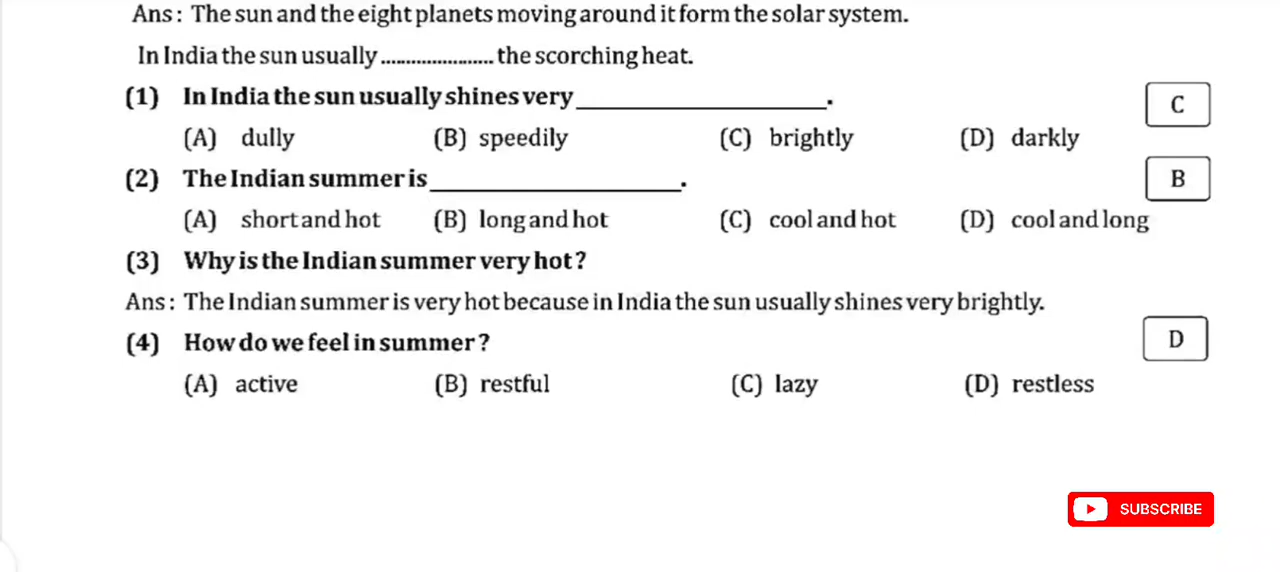 Ans : The sun and the eight planets moving around it form the solar system.
In India the sun usually ...................... the scorching heat.
(1) In India the sun usually shines very ____________________. C
(A) dully (B) speedily (C) brightly (D) darkly
(2) The Indian summer is ____________________. B
(A) short and hot (B) long and hot (C) cool and hot (D) cool and long
(3) Why is the Indian summer very hot ?
Ans : The Indian summer is very hot because in India the sun usually shines very brightly.
(4) How do we feel in summer ? D
(A) active (B) restful (C) lazy (D) restless
SUBSCRIBE